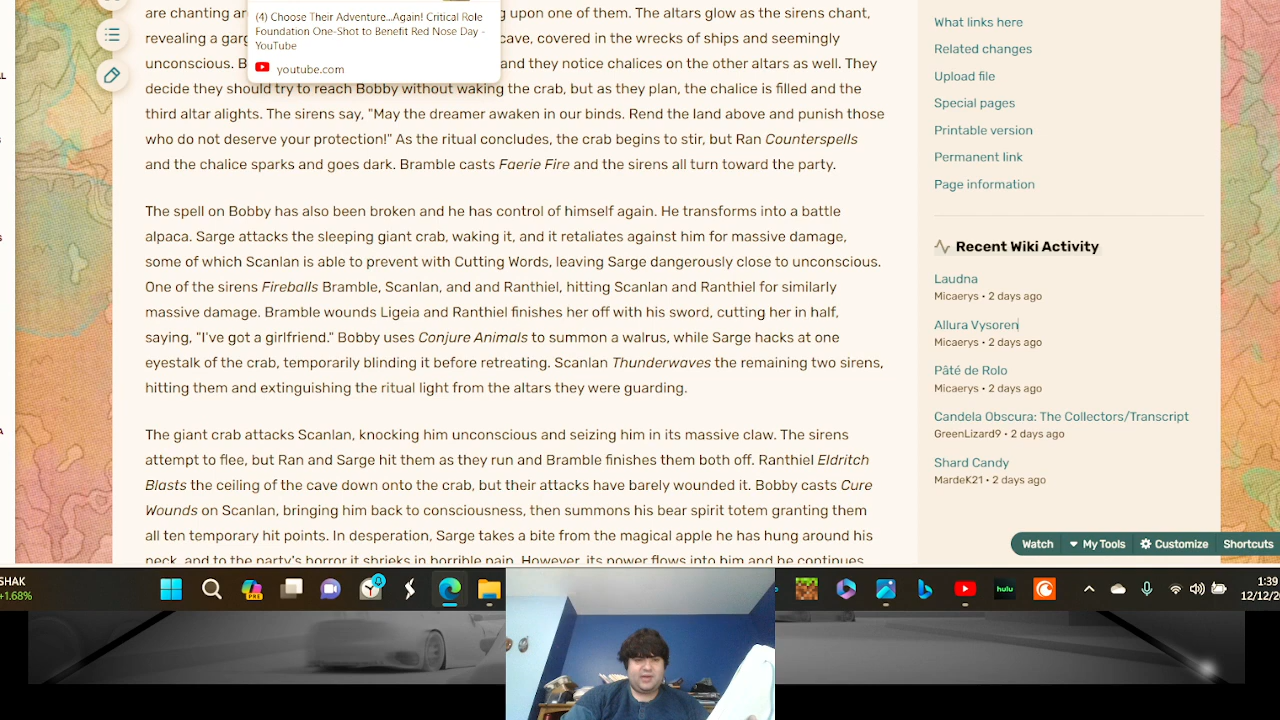 are chanting ar
g upon one of them. The altars glow as the sirens chant,
(4) Choose Their Adventure...Again! Critical Role
Foundation One-Shot to Benefit Red Nose Day -
YouTube
youtube.com
revealing a garg
cave, covered in the wrecks of ships and seemingly
unconscious. B
and they notice chalices on the other altars as well. They
decide they should try to reach Bobby without waking the crab, but as they plan, the chalice is filled and the
third altar alights. The sirens say, "May the dreamer awaken in our binds. Rend the land above and punish those
who do not deserve your protection!" As the ritual concludes, the crab begins to stir, but Ran Counterspells
and the chalice sparks and goes dark. Bramble casts Faerie Fire and the sirens all turn toward the party.
The spell on Bobby has also been broken and he has control of himself again. He transforms into a battle
alpaca. Sarge attacks the sleeping giant crab, waking it, and it retaliates against him for massive damage,
some of which Scanlan is able to prevent with Cutting Words, leaving Sarge dangerously close to unconscious.
One of the sirens Fireballs Bramble, Scanlan, and and Ranthiel, hitting Scanlan and Ranthiel for similarly
massive damage. Bramble wounds Ligeia and Ranthiel finishes her off with his sword, cutting her in half,
saying, "I've got a girlfriend." Bobby uses Conjure Animals to summon a walrus, while Sarge hacks at one
eyestalk of the crab, temporarily blinding it before retreating. Scanlan Thunderwaves the remaining two sirens,
hitting them and extinguishing the ritual light from the altars they were guarding.
The giant crab attacks Scanlan, knocking him unconscious and seizing him in its massive claw. The sirens
attempt to flee, but Ran and Sarge hit them as they run and Bramble finishes them both off. Ranthiel Eldritch
Blasts the ceiling of the cave down onto the crab, but their attacks have barely wounded it. Bobby casts Cure
Wounds on Scanlan, bringing him back to consciousness, then summons his bear spirit totem granting them
all ten temporary hit points. In desperation, Sarge takes a bite from the magical apple he has hung around his
neck, and to the party's horror it shrieks in horrible pain. However, its power flows into him and he continues
What links here
Related changes
Upload file
Special pages
Printable version
Permanent link
Page information
Recent Wiki Activity
Laudna
Micaerys • 2 days ago
Allura Vysoren
Micaerys • 2 days ago
Pâté de Rolo
Micaerys • 2 days ago
Candela Obscura: The Collectors/Transcript
GreenLizard9 • 2 days ago
Shard Candy
MardeK21 • 2 days ago
Watch
My Tools
Customize
Shortcuts
SHAK
+1.68%
PRE
hulu
1:39
12/12/2